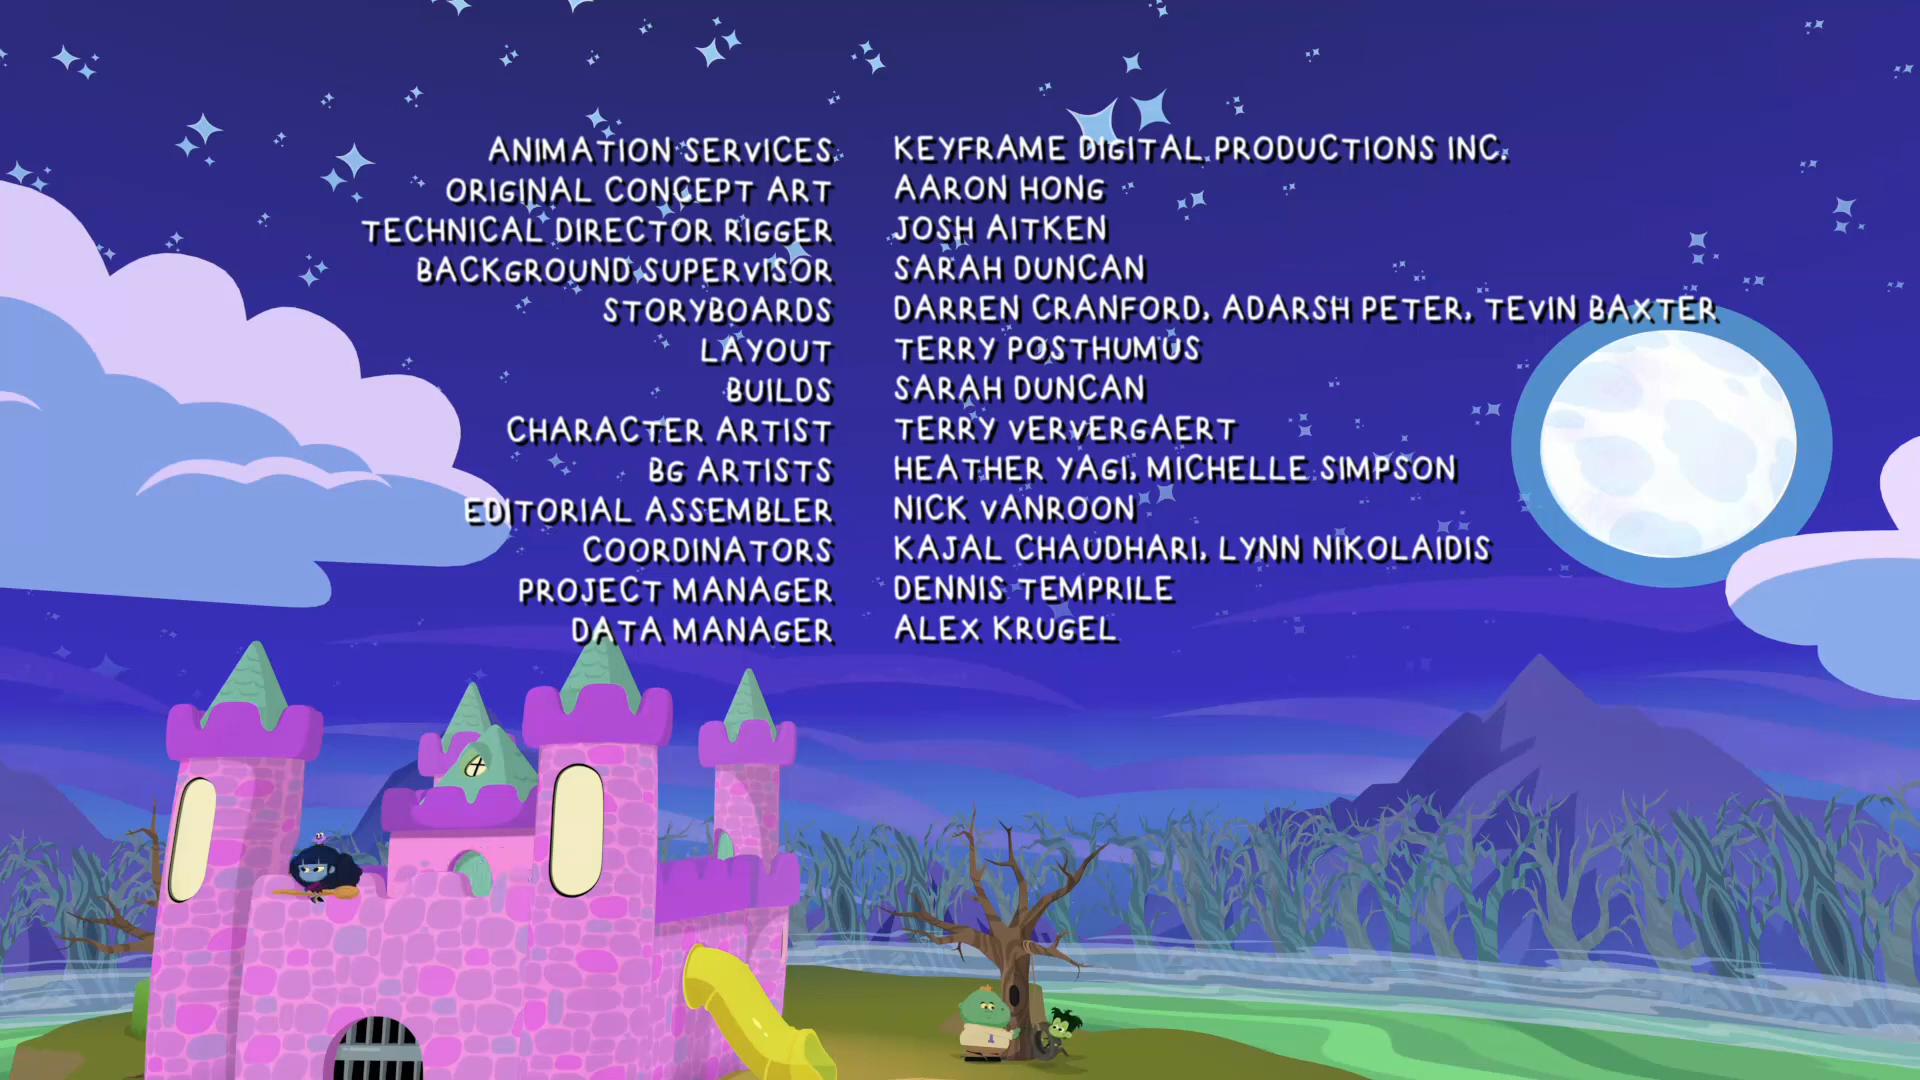 ANIMATION SERVICES KEYFRAME DIGITAL PRODUCTIONS INC.
ORIGINAL CONCEPT ART AARON HONG
TECHNICAL DIRECTOR RIGGER JOSH AITKEN
BACKGROUND SUPERVISOR SARAH DUNCAN
STORYBOARDS DARREN CRANFORD, ADARSH PETER, TEVIN BAXTER
LAYOUT TERRY POSTHUMUS
BUILDS SARAH DUNCAN
CHARACTER ARTIST TERRY VERVERGAERT
BG ARTISTS HEATHER YAGI, MICHELLE SIMPSON
EDITORIAL ASSEMBLER NICK VANROON
COORDINATORS KAJAL CHAUDHARI, LYNN NIKOLAIDIS
PROJECT MANAGER DENNIS TEMPRILE
DATA MANAGER ALEX KRUGEL